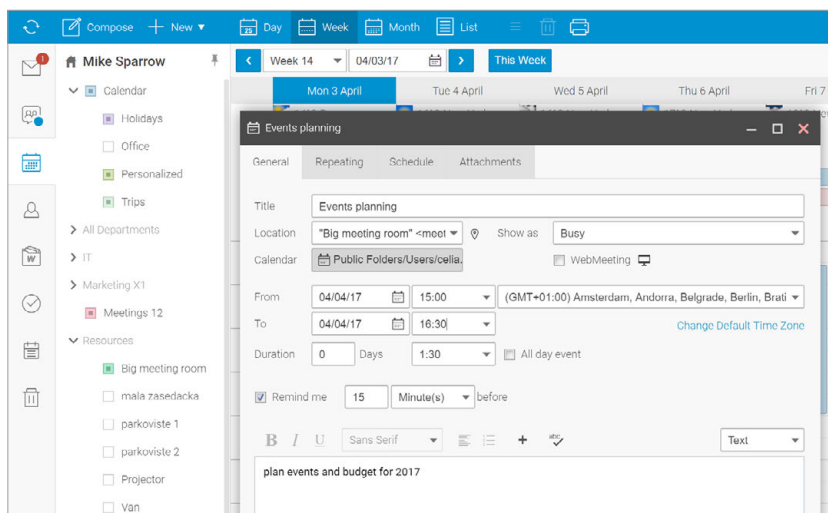 Compose New Day Week Month List
1
Mike Sparrow
Week 14 04/03/17 This Week
Calendar
Mon 3 April Tue 4 April Wed 5 April Thu 6 April Fri 7
Holidays
Office
Personalized
Trips
All Departments
IT
Marketing X1
Meetings 12
Resources
Big meeting room
mala zasedacka
parkoviste 1
parkoviste 2
Projector
Van
Events planning
General Repeating Schedule Attachments
Title Events planning
Location "Big meeting room" <meet Show as Busy
Calendar Public Folders/Users/celia. WebMeeting
From 04/04/17 15:00 (GMT+01:00) Amsterdam, Andorra, Belgrade, Berlin, Brati
To 04/04/17 16:30 Change Default Time Zone
Duration 0 Days 1:30 All day event
Remind me 15 Minute(s) before
B I U Sans Serif abc Text
plan events and budget for 2017